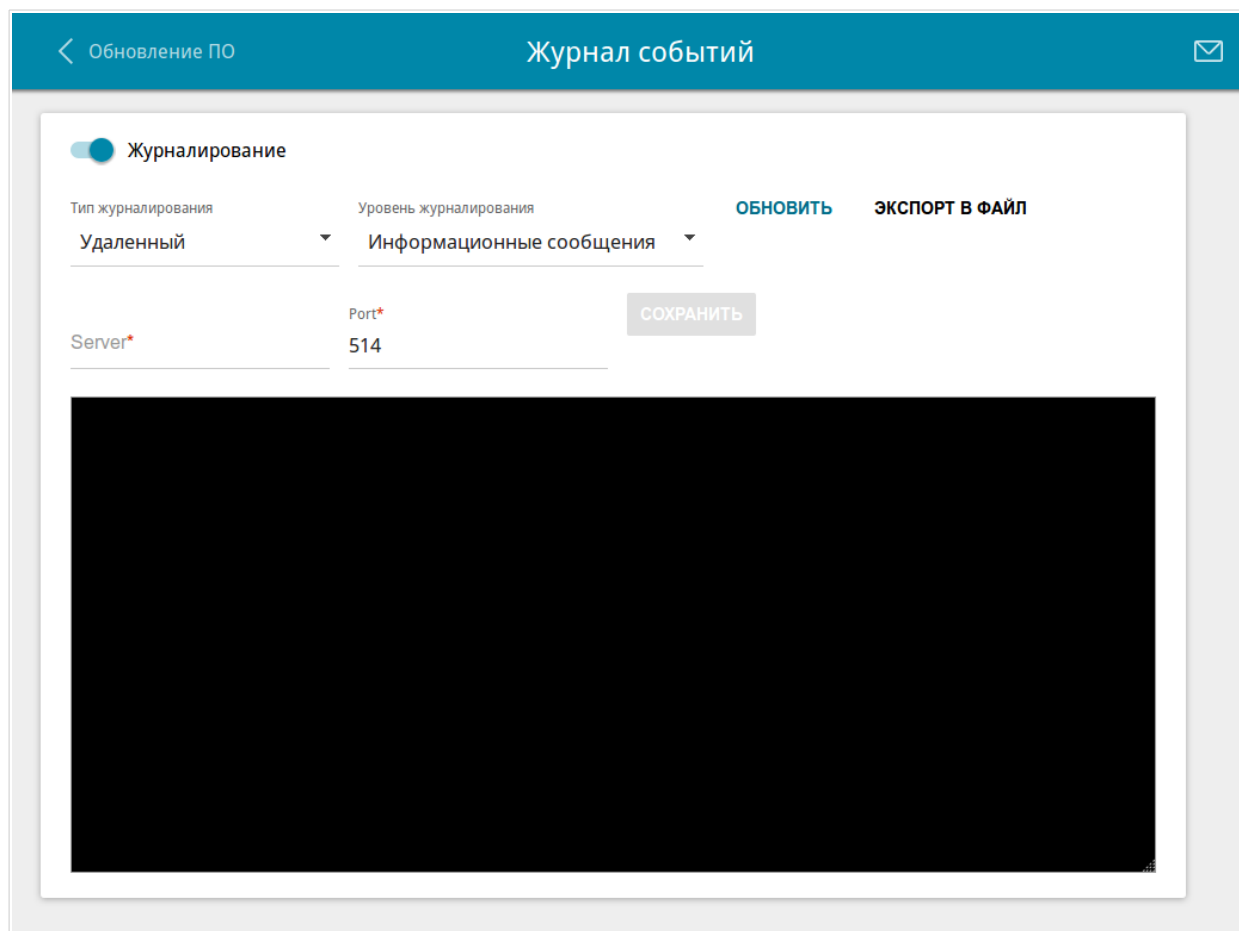 Обновление ПО
Журнал событий
Журналирование
Тип журналирования
Уровень журналирования
ОБНОВИТЬ
ЭКСПОРТ В ФАЙЛ
Удаленный
Информационные сообщения
Server*
Port*
514
СОХРАНИТЬ